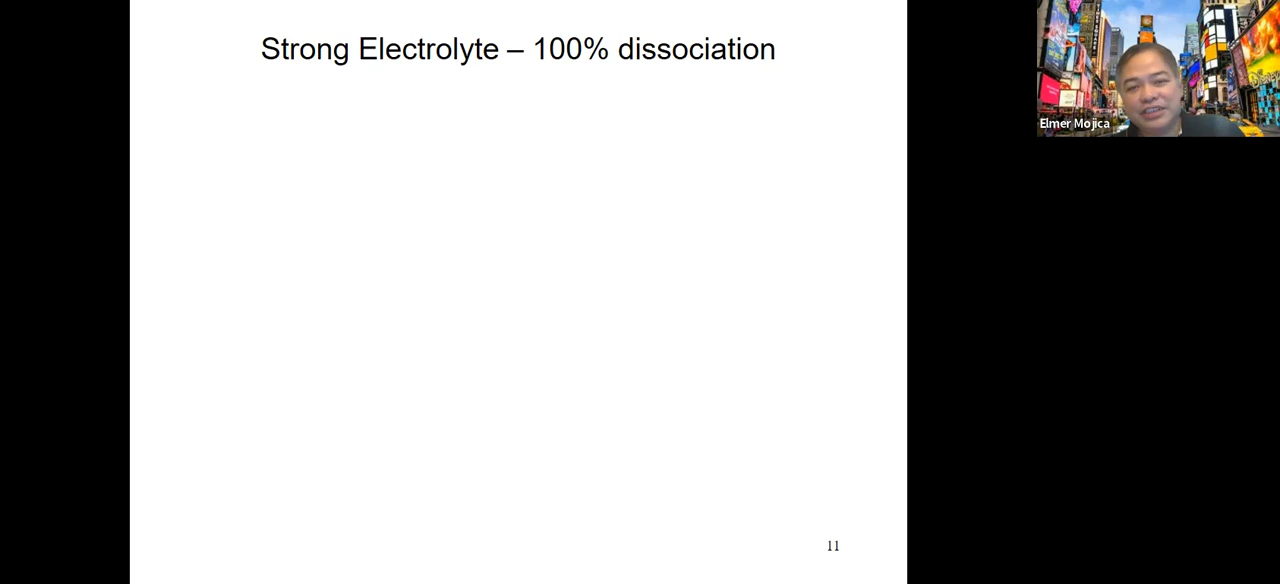 Strong Electrolyte – 100% dissociation
Elmer Mojica
11